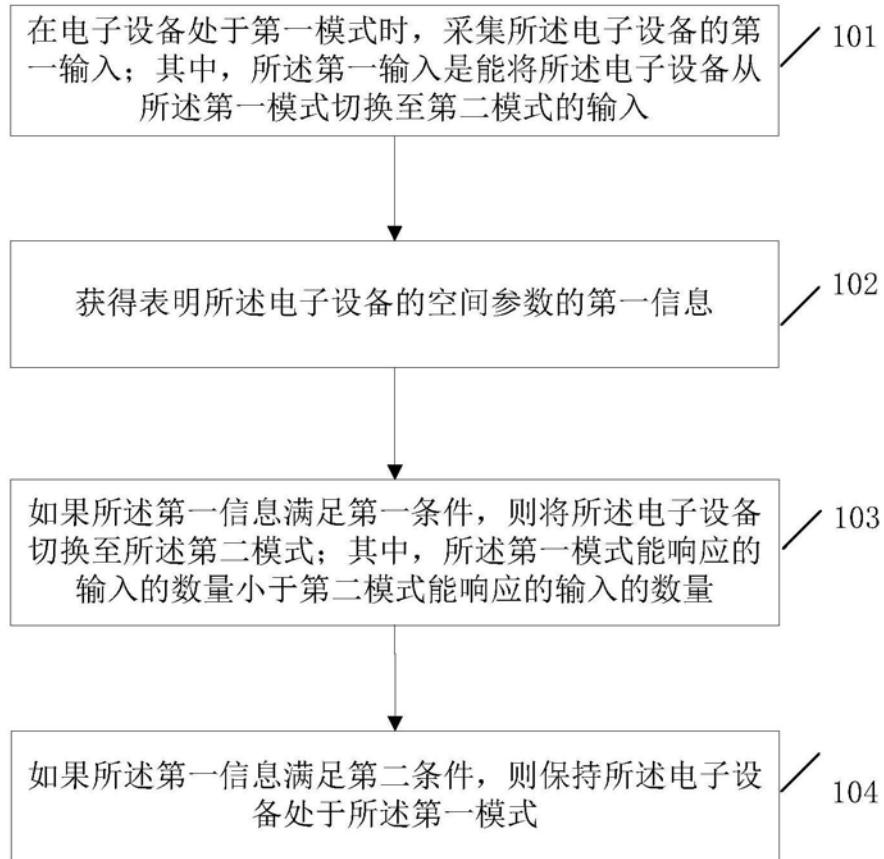 在电子设备处于第一模式时，采集所述电子设备的第
一输入；其中，所述第一输入是能将所述电子设备从
所述第一模式切换至第二模式的输入
101
获得表明所述电子设备的空间参数的第一信息
102
如果所述第一信息满足第一条件，则将所述电子设备
切换至所述第二模式；其中，所述第一模式能响应的
输入的数量小于第二模式能响应的输入的数量
103
如果所述第一信息满足第二条件，则保持所述电子设
备处于所述第一模式
104